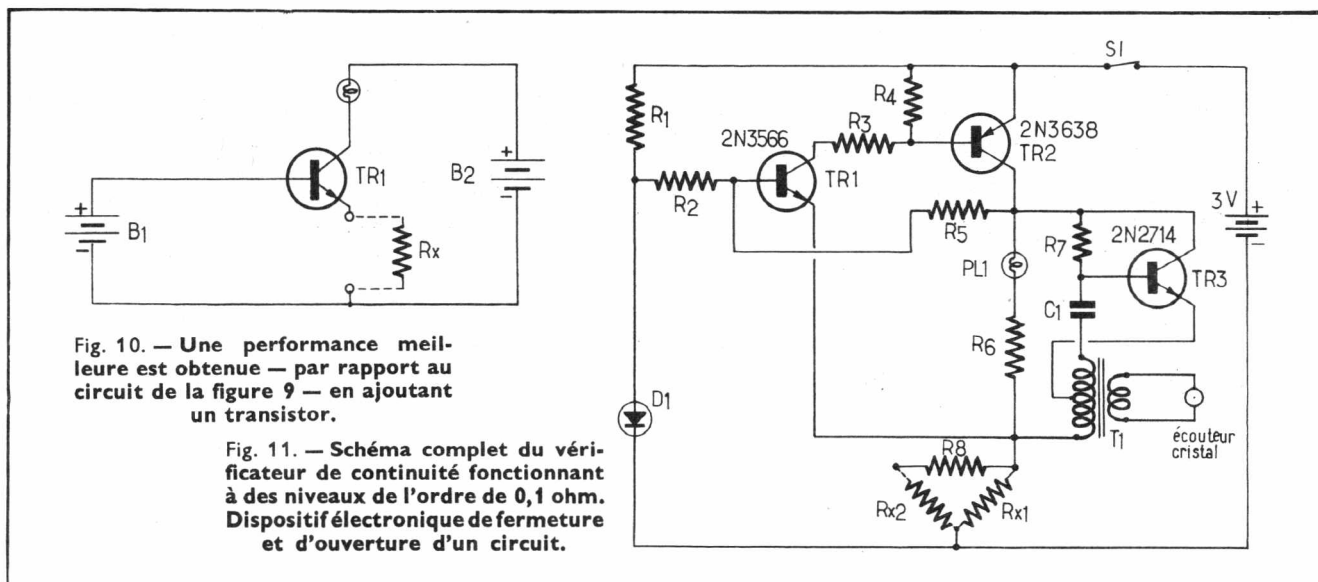 TR1
B1
+
-
B2
+
-
Rx
Fig. 10. — Une performance meil-
leure est obtenue — par rapport au
circuit de la figure 9 — en ajoutant
un transistor.
Fig. 11. — Schéma complet du véri-
ficateur de continuité fonctionnant
à des niveaux de l'ordre de 0,1 ohm.
Dispositif électronique de fermeture
et d'ouverture d'un circuit.
SI
R1
R4
2N3566
R3
2N3638
TR2
TR1
R2
R5
3V
+
-
R7
2N2714
PL1
TR3
C1
R6
D1
T1
écouteur
cristal
R8
Rx2
Rx1